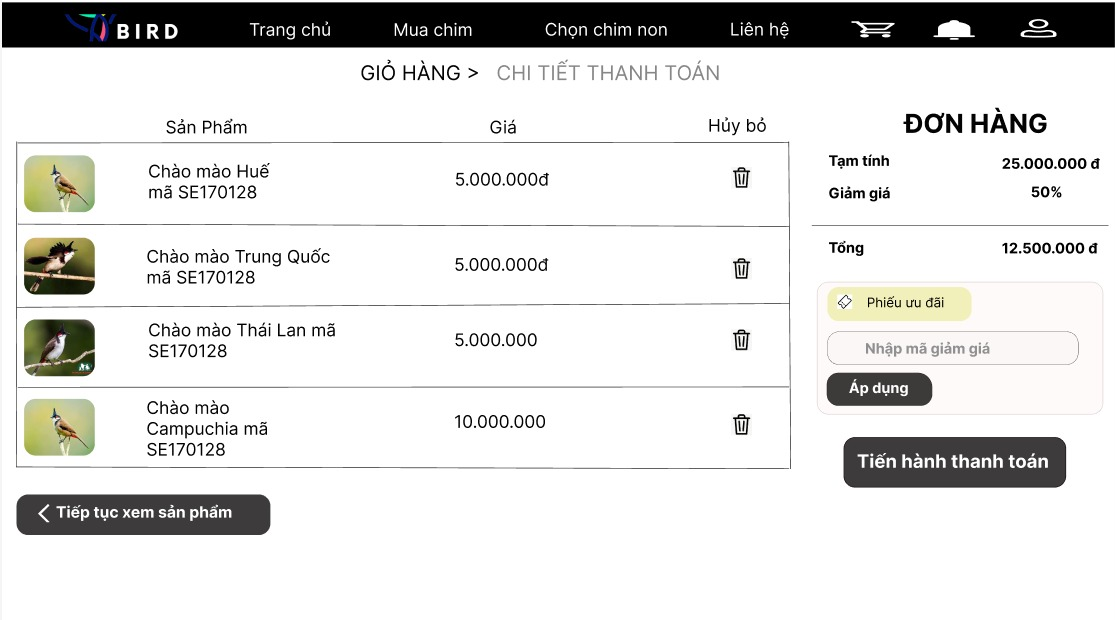 BIRD
Trang chủ
Mua chim
Chọn chim non
Liên hệ
GIỎ HÀNG > CHI TIẾT THANH TOÁN
Sản Phẩm
Giá
Hủy bỏ
Chào mào Huế
mã SE170128
5.000.000đ
Chào mào Trung Quốc
mã SE170128
5.000.000đ
Chào mào Thái Lan mã
SE170128
5.000.000
Chào mào
Campuchia mã
SE170128
10.000.000
Tiếp tục xem sản phẩm
ĐƠN HÀNG
Tạm tính
25.000.000 đ
Giảm giá
50%
Tổng
12.500.000 đ
Phiếu ưu đãi
Nhập mã giảm giá
Áp dụng
Tiến hành thanh toán